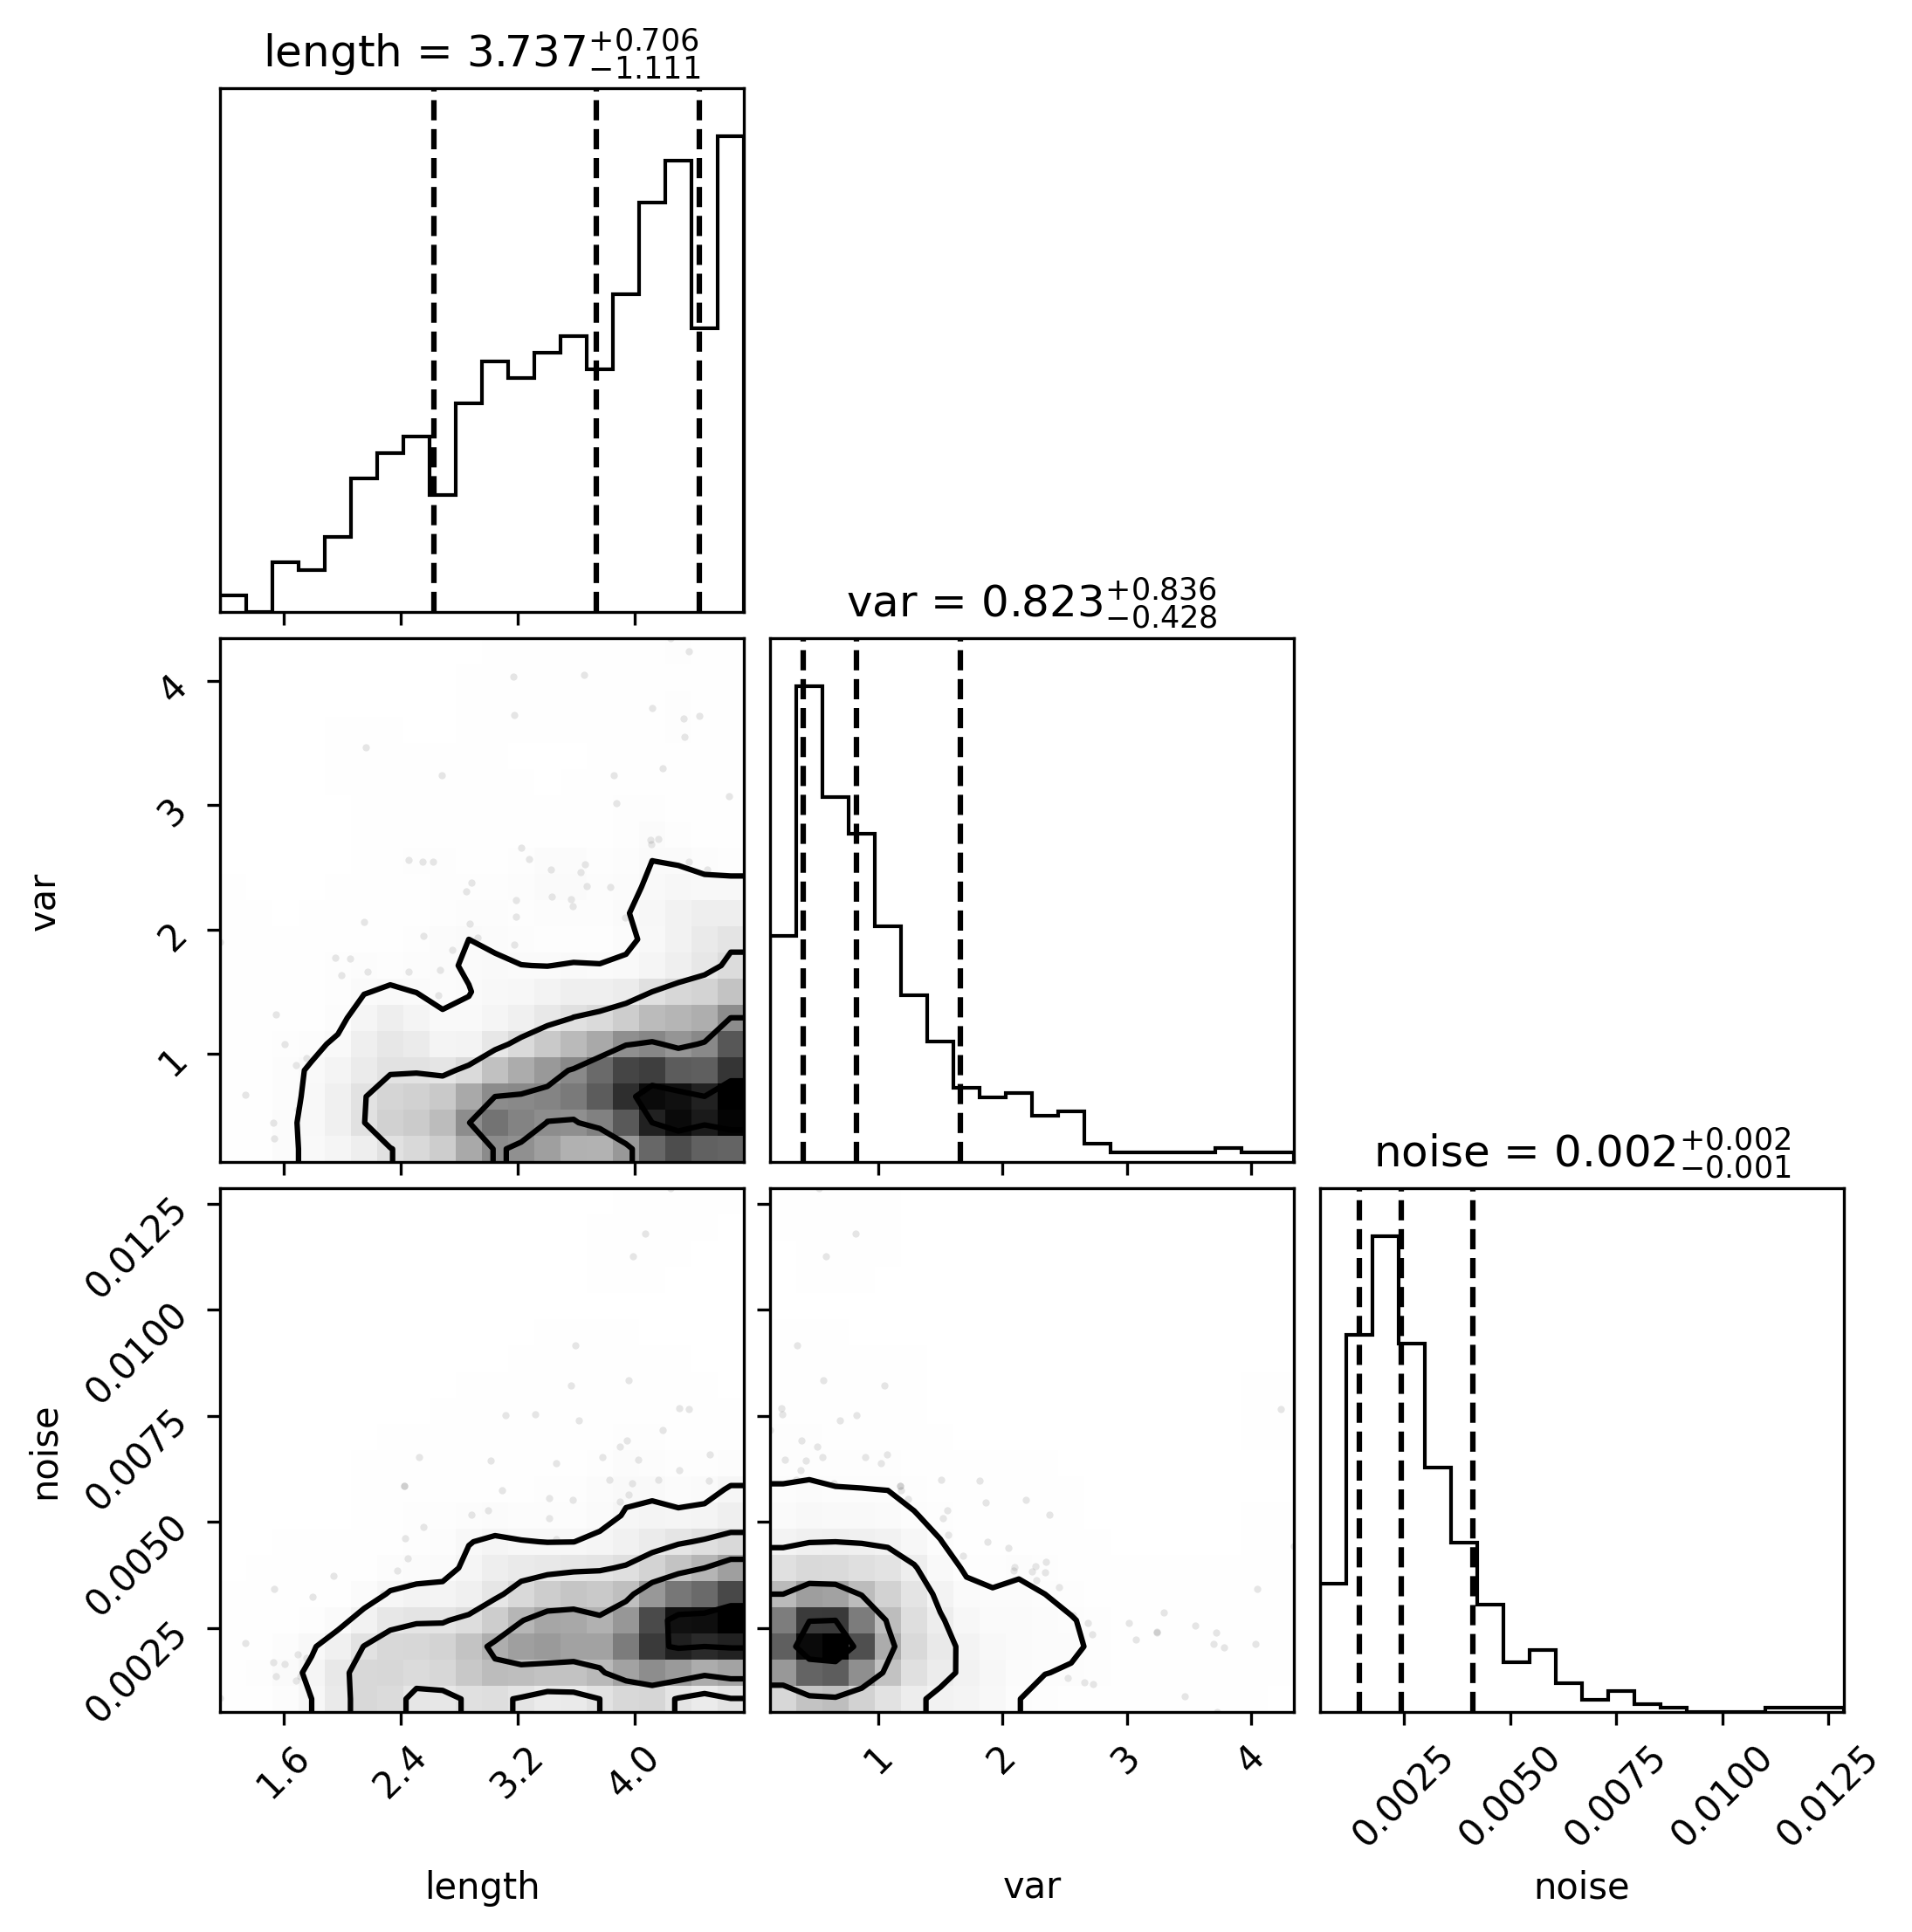 length = 3.737+0.706−1.111
var = 0.823+0.836−0.428
4
3
2
1
var
noise = 0.002+0.002−0.001
0.0125
0.0100
0.0075
0.0050
0.0025
noise
1.6 2.4 3.2 4.0
1 2 3 4
0.0025 0.0050 0.0075 0.0100 0.0125
length var noise